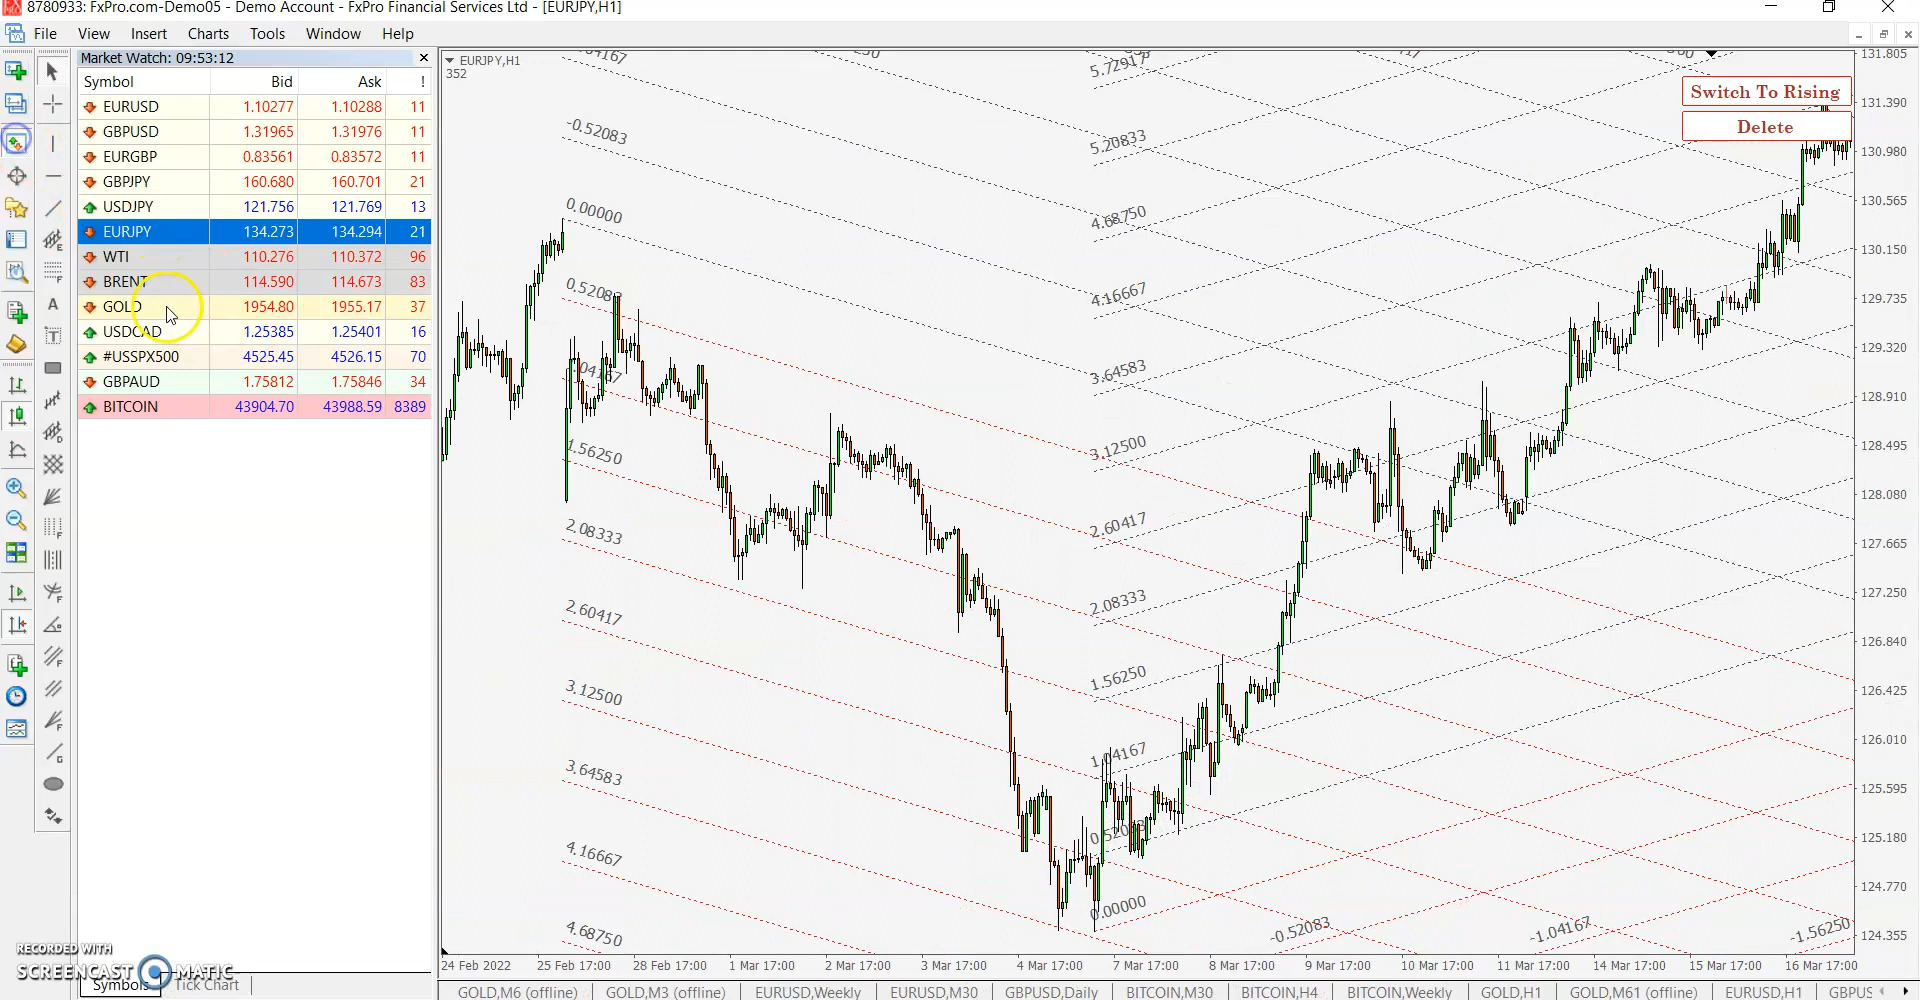 8780933: FxPro.com-Demo05 - Demo Account - FxPro Financial Services Ltd - [EURJPY,H1]
File View Insert Charts Tools Window Help
Market Watch: 09:53:12
Symbol Bid Ask !
EURUSD 1.10277 1.10288 11
GBPUSD 1.31965 1.31976 11
EURGBP 0.83561 0.83572 11
GBPJPY 160.680 160.701 21
USDJPY 121.756 121.769 13
EURJPY 134.273 134.294 21
WTI 110.276 110.372 96
BRENT 114.590 114.673 83
GOLD 1954.80 1955.17 37
USDCAD 1.25385 1.25401 16
#USSPX500 4525.45 4526.15 70
GBPAUD 1.75812 1.75846 34
BITCOIN 43904.70 43988.59 8389
RECORDED WITH
SCREENCAST MATIC
Symbols Tick Chart
EURJPY,H1
352
-0.52083
0.00000
0.52083
1.04167
1.56250
2.08333
2.60417
3.12500
3.64583
4.16667
4.68750
5.72917
5.20833
4.68750
4.16667
3.64583
3.12500
2.60417
2.08333
1.56250
1.04167
0.52083
0.00000
-0.52083
-1.04167
-1.56250
Switch To Rising
Delete
131.805
131.390
130.980
130.565
130.150
129.735
129.320
128.910
128.495
128.080
127.665
127.250
126.840
126.425
126.010
125.595
125.180
124.770
124.355
24 Feb 2022 25 Feb 17:00 28 Feb 17:00 1 Mar 17:00 2 Mar 17:00 3 Mar 17:00 4 Mar 17:00 7 Mar 17:00 8 Mar 17:00 9 Mar 17:00 10 Mar 17:00 11 Mar 17:00 14 Mar 17:00 15 Mar 17:00 16 Mar 17:00
GOLD,M6 (offline) GOLD,M3 (offline) EURUSD,Weekly EURUSD,M30 GBPUSD,Daily BITCOIN,M30 BITCOIN,H4 BITCOIN,Weekly GOLD,H1 GOLD,M61 (offline) EURUSD,H1 GBPUS